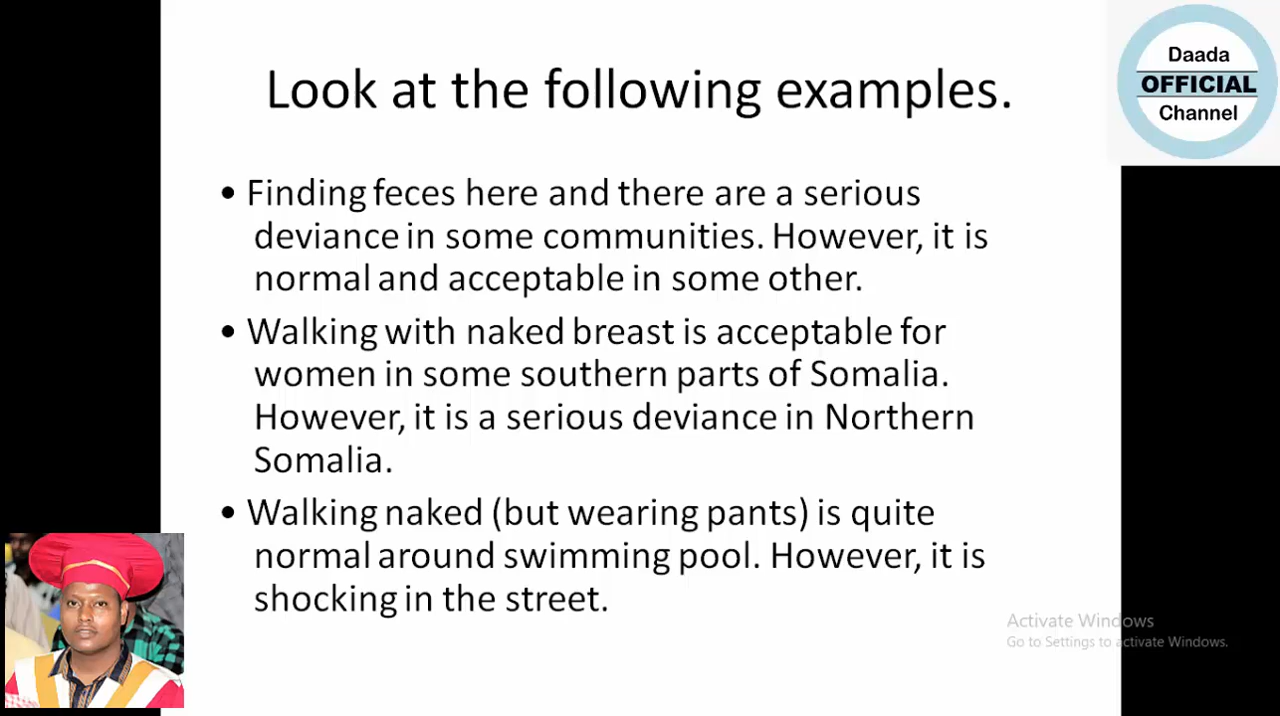 Look at the following examples.
Daada
OFFICIAL
Channel
• Finding feces here and there are a serious
deviance in some communities. However, it is
normal and acceptable in some other.
• Walking with naked breast is acceptable for
women in some southern parts of Somalia.
However, it is a serious deviance in Northern
Somalia.
• Walking naked (but wearing pants) is quite
normal around swimming pool. However, it is
shocking in the street.
Activate Windows
Go to Settings to activate Windows.